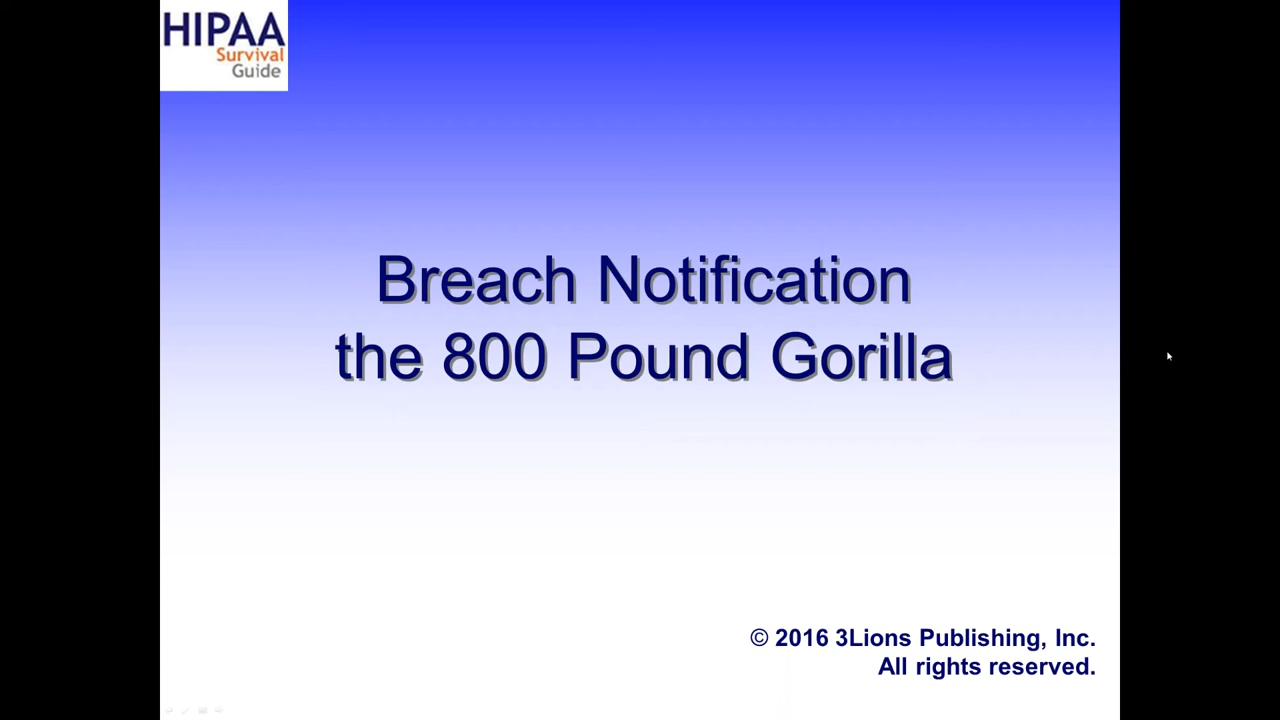 HIPAA
Survival
Guide
Breach Notification
the 800 Pound Gorilla
© 2016 3Lions Publishing, Inc.
All rights reserved.